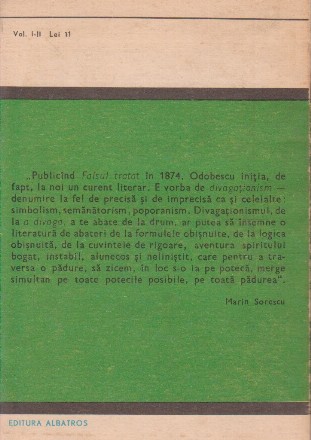 Vol. I-II Lei 11
„Publicînd Falsul tratat în 1874, Odobescu iniția, de
fapt, la noi un curent literar. E vorba de divagaționism —
denumire la fel de precisă și de imprecisă ca și celelalte :
simbolism, semănătorism, poporanism. Divagaționismul, de
la a divaga, a te abate de la drum, ar putea să însemne o
literatură de abateri de la formulele obișnuite, de la logica
obișnuită, de la cuvintele de rigoare, aventura spiritului
bogat, instabil, alunecos și neliniștit, care pentru a tra-
versa o pădure, să zicem, în loc s-o ia pe potecă, merge
simultan pe toate potecile posibile, pe toată pădurea”.
Marin Sorescu
EDITURA ALBATROS